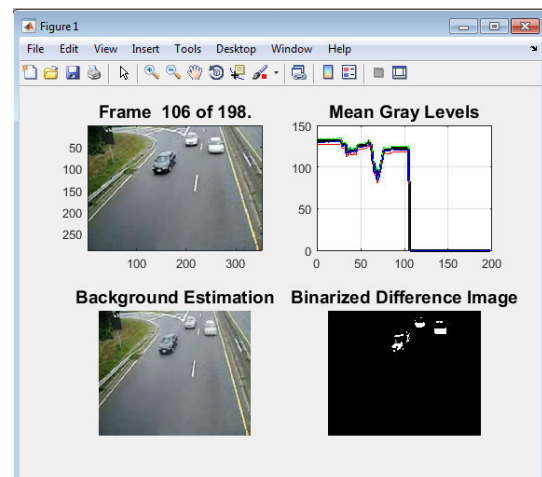 Figure 1
File Edit View Insert Tools Desktop Window Help
Frame 106 of 198.
50
100
150
200
250
100 200 300
Mean Gray Levels
150
100
50
0
0 50 100 150 200
Background Estimation
Binarized Difference Image